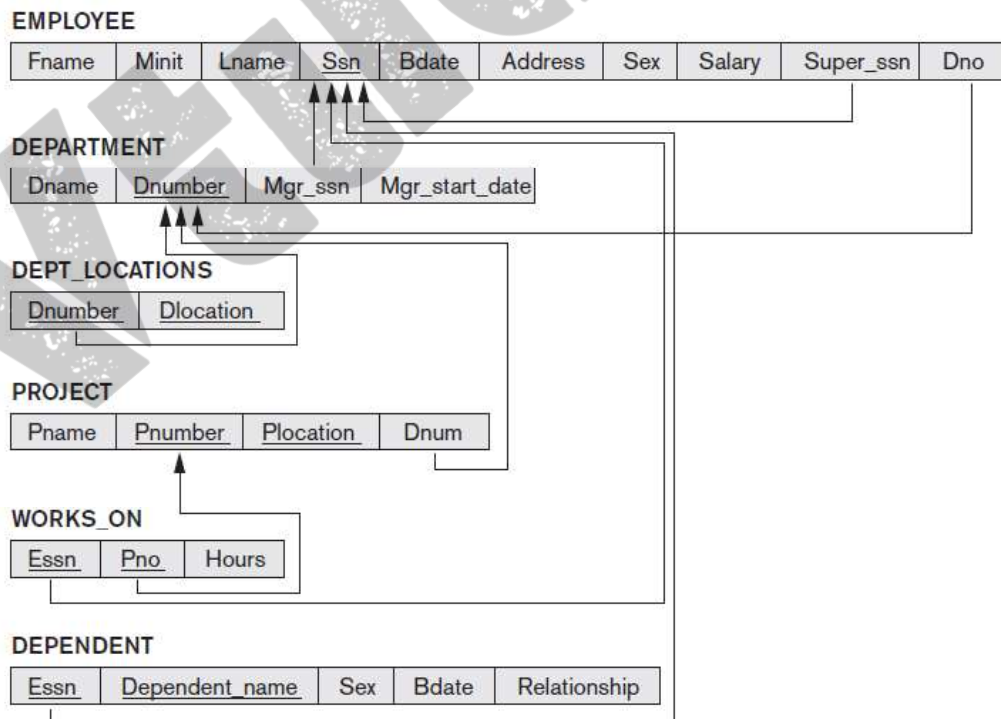 EMPLOYEE
Fname Minit Lname Ssn Bdate Address Sex Salary Super_ssn Dno
DEPARTMENT
Dname Dnumber Mgr_ssn Mgr_start_date
DEPT_LOCATIONS
Dnumber Dlocation
PROJECT
Pname Pnumber Plocation Dnum
WORKS_ON
Essn Pno Hours
DEPENDENT
Essn Dependent_name Sex Bdate Relationship